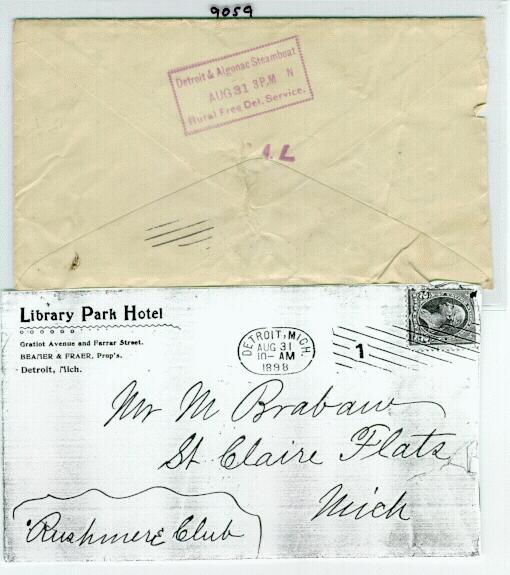 9059
Detroit & Algonac Steamboat
AUG 31 3 P.M N
Rural Free Del. Service.
1. L
Library Park Hotel
Gratiot Avenue and Farrar Street.
BEAMER & FRAER, Prop's.
Detroit, Mich.
DETROIT, MICH.
AUG 31
10-AM
1898
1
Mr M Brabaw
St Claire Flats
Mich
Rushmere Club